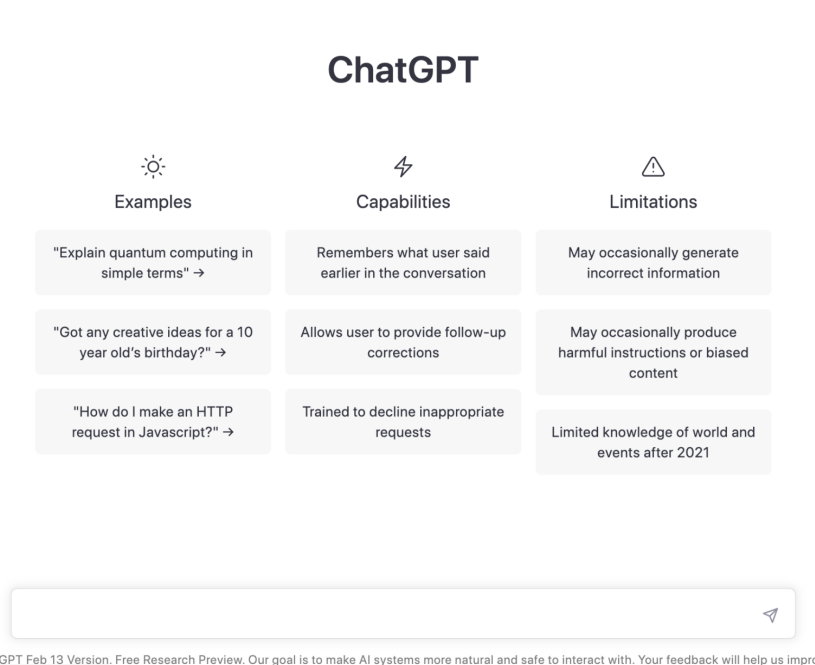 ChatGPT
Examples
"Explain quantum computing in
simple terms" →
"Got any creative ideas for a 10
year old's birthday?" →
"How do I make an HTTP
request in Javascript?" →
Capabilities
Remembers what user said
earlier in the conversation
Allows user to provide follow-up
corrections
Trained to decline inappropriate
requests
Limitations
May occasionally generate
incorrect information
May occasionally produce
harmful instructions or biased
content
Limited knowledge of world and
events after 2021
GPT Feb 13 Version. Free Research Preview. Our goal is to make AI systems more natural and safe to interact with. Your feedback will help us impro